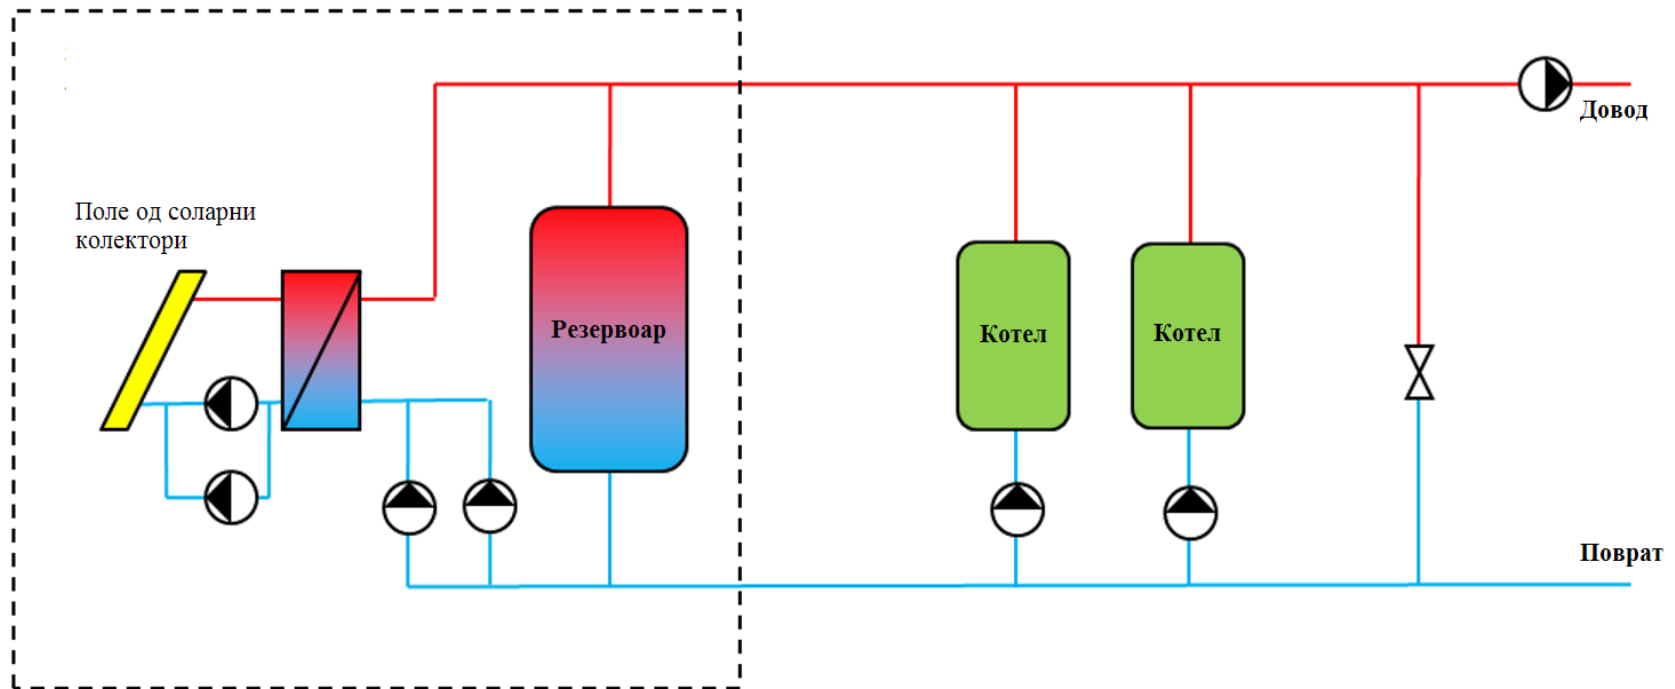 Довод
Поле од соларни
колектори
Резервоар
Котел
Котел
Поврат